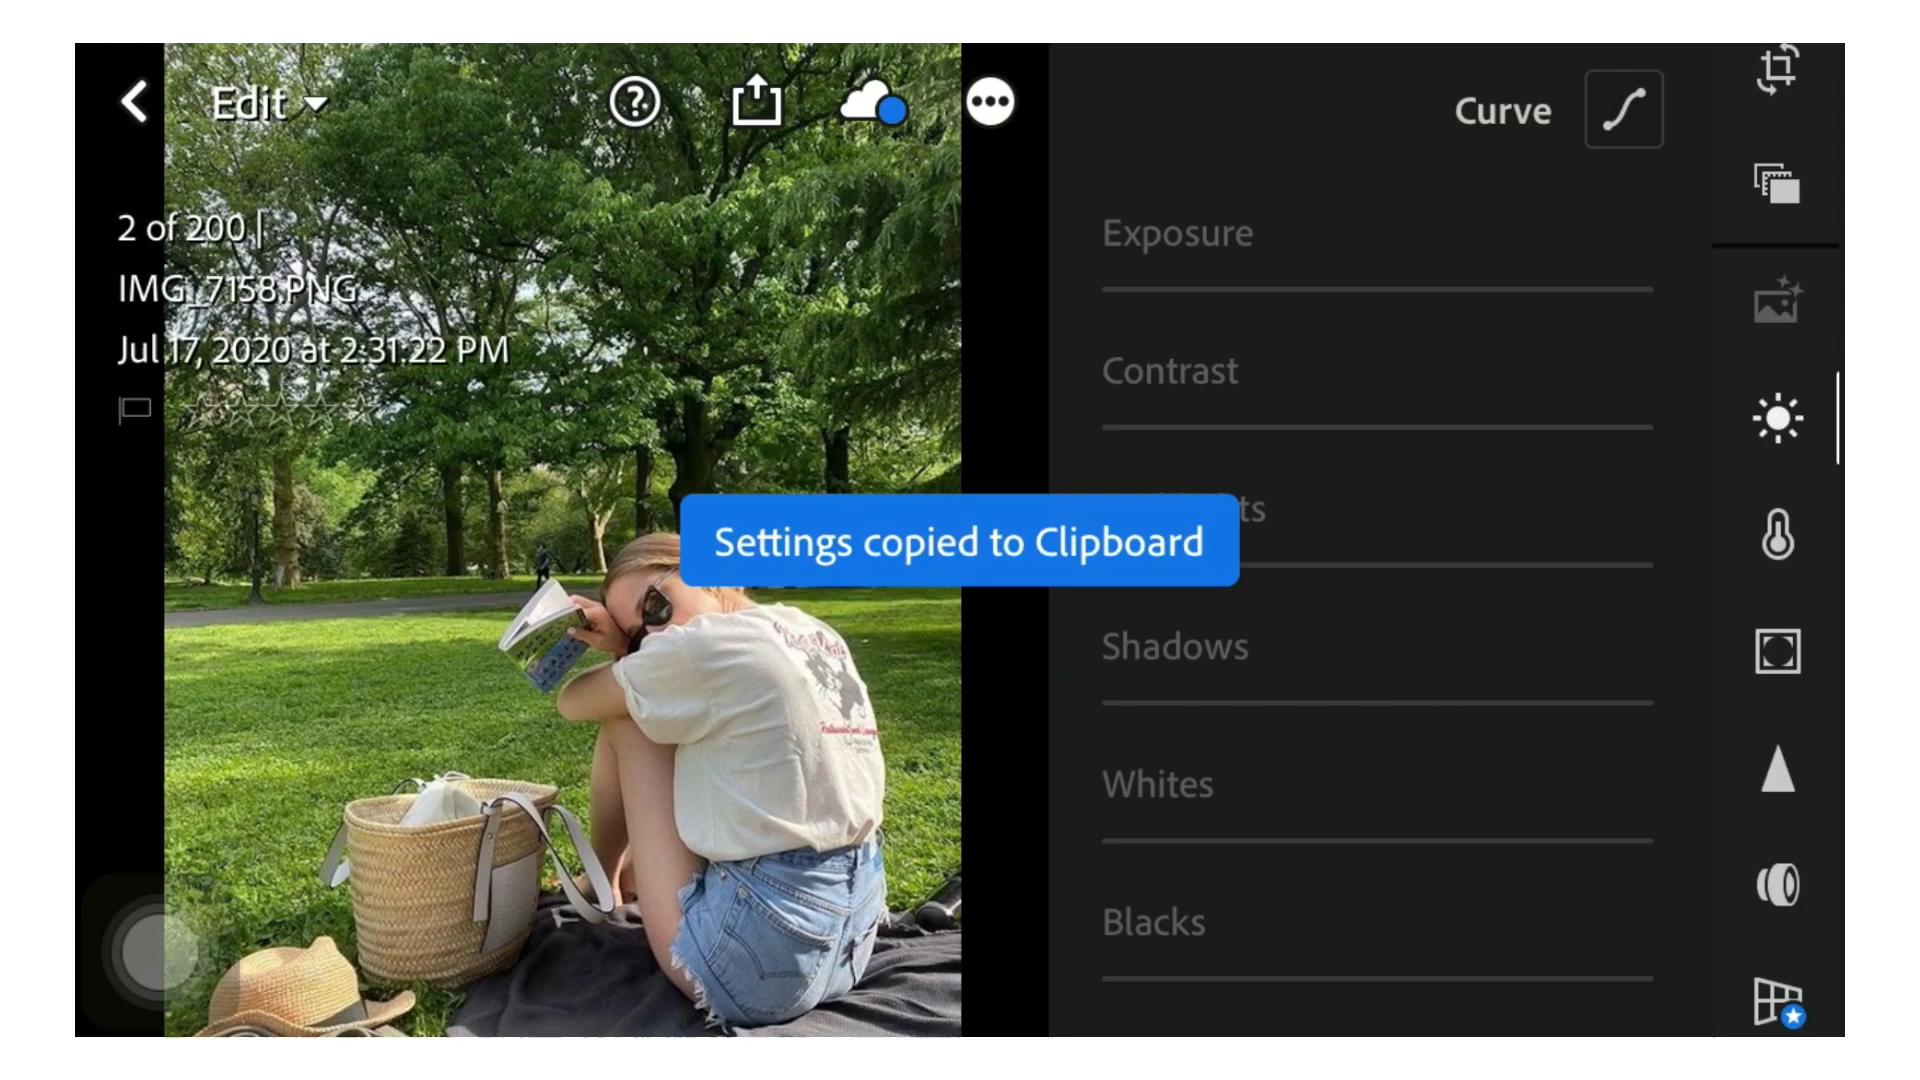 Edit
Curve
2 of 200 |
IMG_7158.PNG
Jul 17, 2020 at 2:31:22 PM
Exposure
Contrast
Settings copied to Clipboard
Shadows
Whites
Blacks